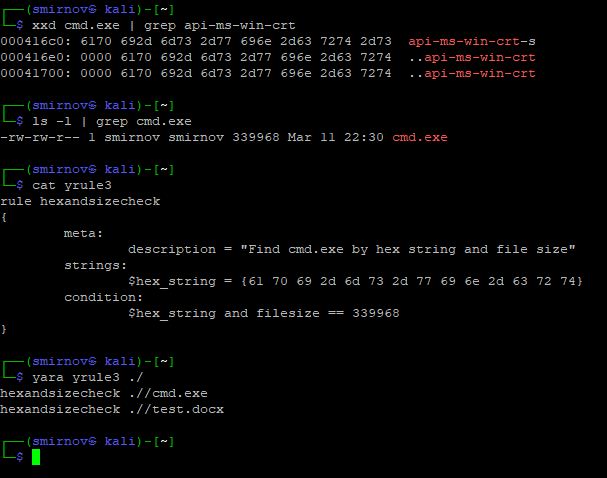 ┌──(smirnov㉿ kali)-[~]
└─$ xxd cmd.exe | grep api-ms-win-crt
000416c0: 6170 692d 6d73 2d77 696e 2d63 7274 2d73  api-ms-win-crt-s
000416e0: 0000 6170 692d 6d73 2d77 696e 2d63 7274  ..api-ms-win-crt
00041700: 0000 6170 692d 6d73 2d77 696e 2d63 7274  ..api-ms-win-crt

┌──(smirnov㉿ kali)-[~]
└─$ ls -l | grep cmd.exe
-rw-rw-r-- 1 smirnov smirnov 339968 Mar 11 22:30 cmd.exe

┌──(smirnov㉿ kali)-[~]
└─$ cat yrule3
rule hexandsizecheck
{
        meta:
                description = "Find cmd.exe by hex string and file size"
        strings:
                $hex_string = {61 70 69 2d 6d 73 2d 77 69 6e 2d 63 72 74}
        condition:
                $hex_string and filesize == 339968
}

┌──(smirnov㉿ kali)-[~]
└─$ yara yrule3 ./
hexandsizecheck .//cmd.exe
hexandsizecheck .//test.docx

┌──(smirnov㉿ kali)-[~]
└─$